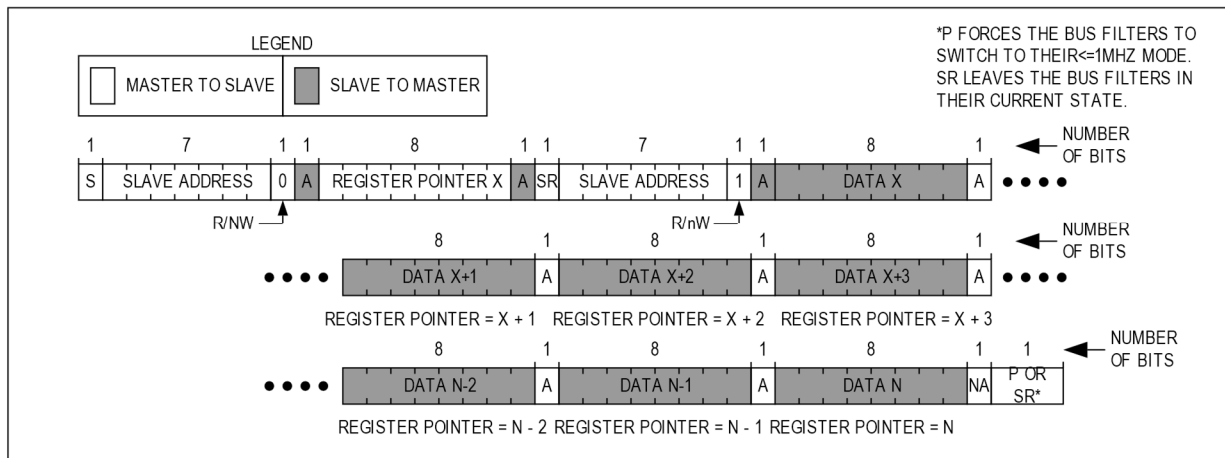 LEGEND
MASTER TO SLAVE
SLAVE TO MASTER
*P FORCES THE BUS FILTERS TO
SWITCH TO THEIR<=1MHZ MODE.
SR LEAVES THE BUS FILTERS IN
THEIR CURRENT STATE.
1 7 1 1 8 1 1 7 1 1 8 1
NUMBER
OF BITS
S SLAVE ADDRESS 0 A REGISTER POINTER X A SR SLAVE ADDRESS 1 A DATA X A
R/NW R/nW
8 1 8 1 8 1
NUMBER
OF BITS
DATA X+1 A DATA X+2 A DATA X+3 A
REGISTER POINTER = X + 1 REGISTER POINTER = X + 2 REGISTER POINTER = X + 3
8 1 8 1 8 1 1
NUMBER
OF BITS
DATA N-2 A DATA N-1 A DATA N NA P OR
SR*
REGISTER POINTER = N - 2 REGISTER POINTER = N - 1 REGISTER POINTER = N